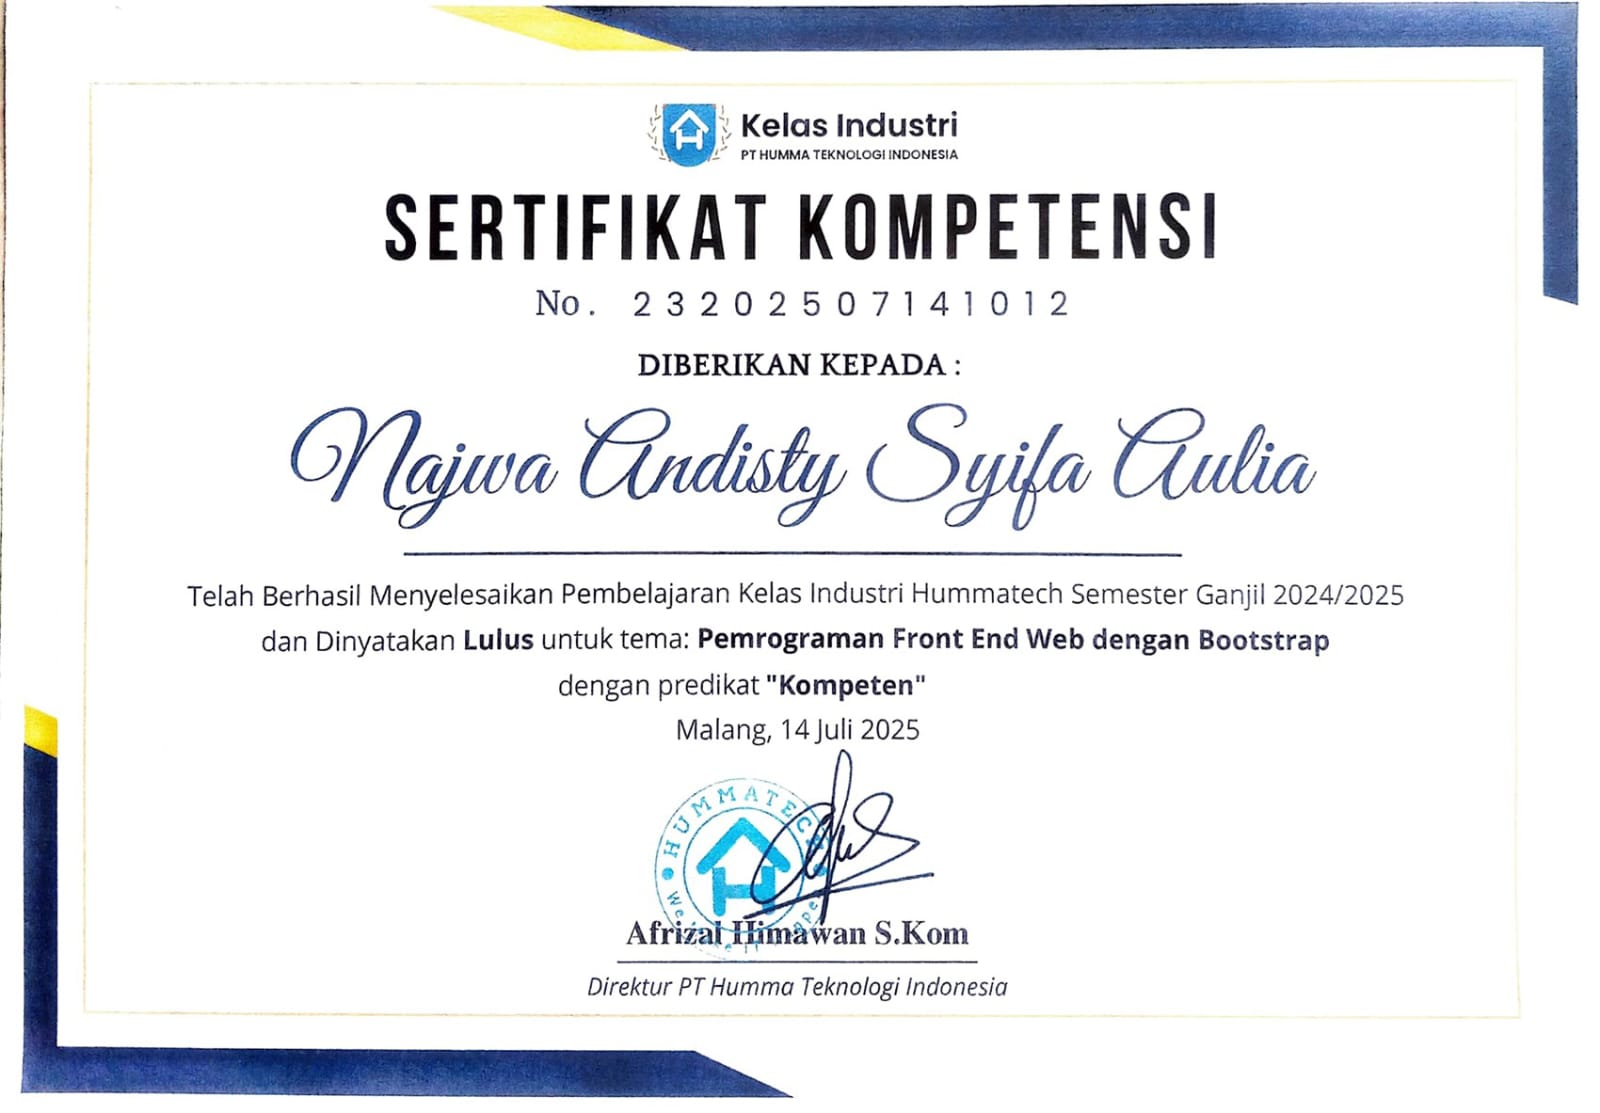 Kelas Industri
PT HUMMA TEKNOLOGI INDONESIA
SERTIFIKAT KOMPETENSI
No. 23202507141012
DIBERIKAN KEPADA :
Najwa Andisty Syifa Aulia
Telah Berhasil Menyelesaikan Pembelajaran Kelas Industri Hummatech Semester Ganjil 2024/2025
dan Dinyatakan Lulus untuk tema: Pemrograman Front End Web dengan Bootstrap
dengan predikat "Kompeten"
Malang, 14 Juli 2025
HUMMATECH
We
Afrizal Himawan S.Kom
Direktur PT Humma Teknologi Indonesia